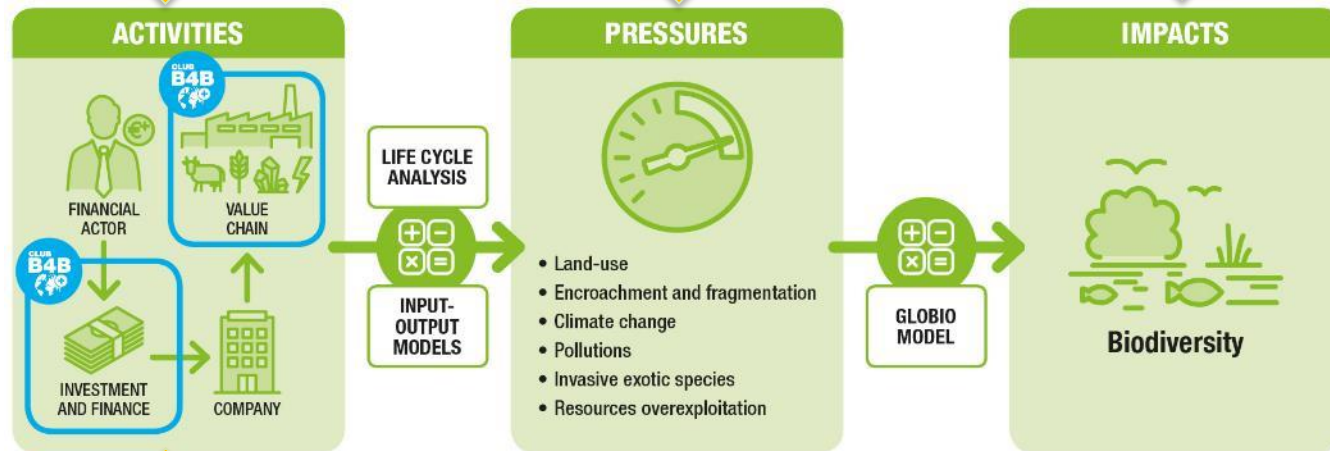 ACTIVITIES
CLUB
B4B
€+
FINANCIAL
ACTOR
VALUE
CHAIN
CLUB
B4B
INVESTMENT
AND FINANCE
COMPANY
LIFE CYCLE
ANALYSIS
+ −
× =
INPUT-
OUTPUT
MODELS
PRESSURES
• Land-use
• Encroachment and fragmentation
• Climate change
• Pollutions
• Invasive exotic species
• Resources overexploitation
+ −
× =
GLOBIO
MODEL
IMPACTS
Biodiversity